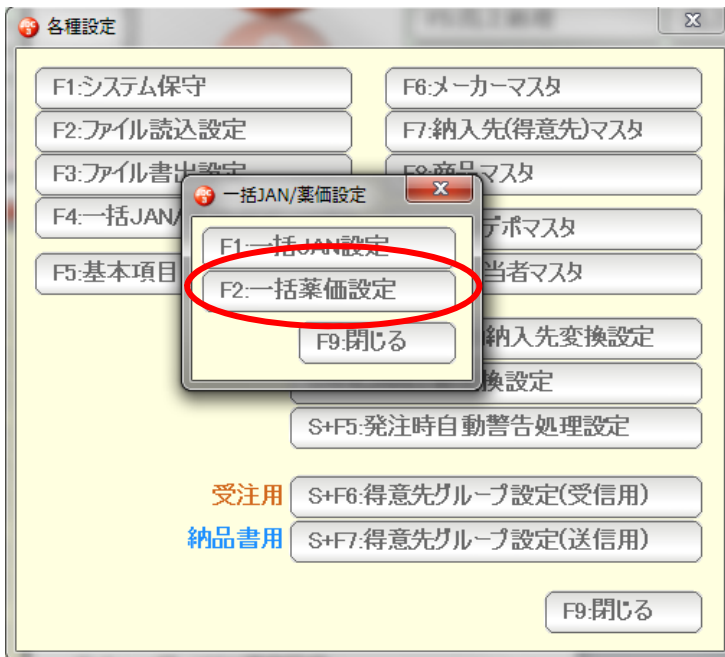 各種設定
F1:システム保守
F6:メーカーマスタ
F2:ファイル読込設定
F7:納入先(得意先)マスタ
F3:ファイル書出設定
F8:商品マスタ
F4:一括JAN/
デポマスタ
F5:基本項目
当者マスタ
一括JAN/薬価設定
F1:一括JAN設定
F2:一括薬価設定
F9:閉じる
納入先変換設定
換設定
S+F5:発注時自動警告処理設定
受注用 S+F6:得意先グループ設定(受信用)
納品書用 S+F7:得意先グループ設定(送信用)
F9:閉じる